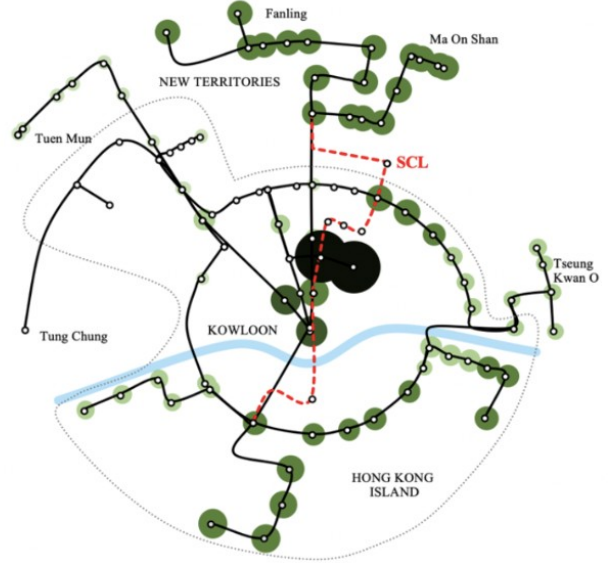 Fanling
Ma On Shan
NEW TERRITORIES
Tuen Mun
SCL
Tseung
Kwan O
KOWLOON
Tung Chung
HONG KONG
ISLAND